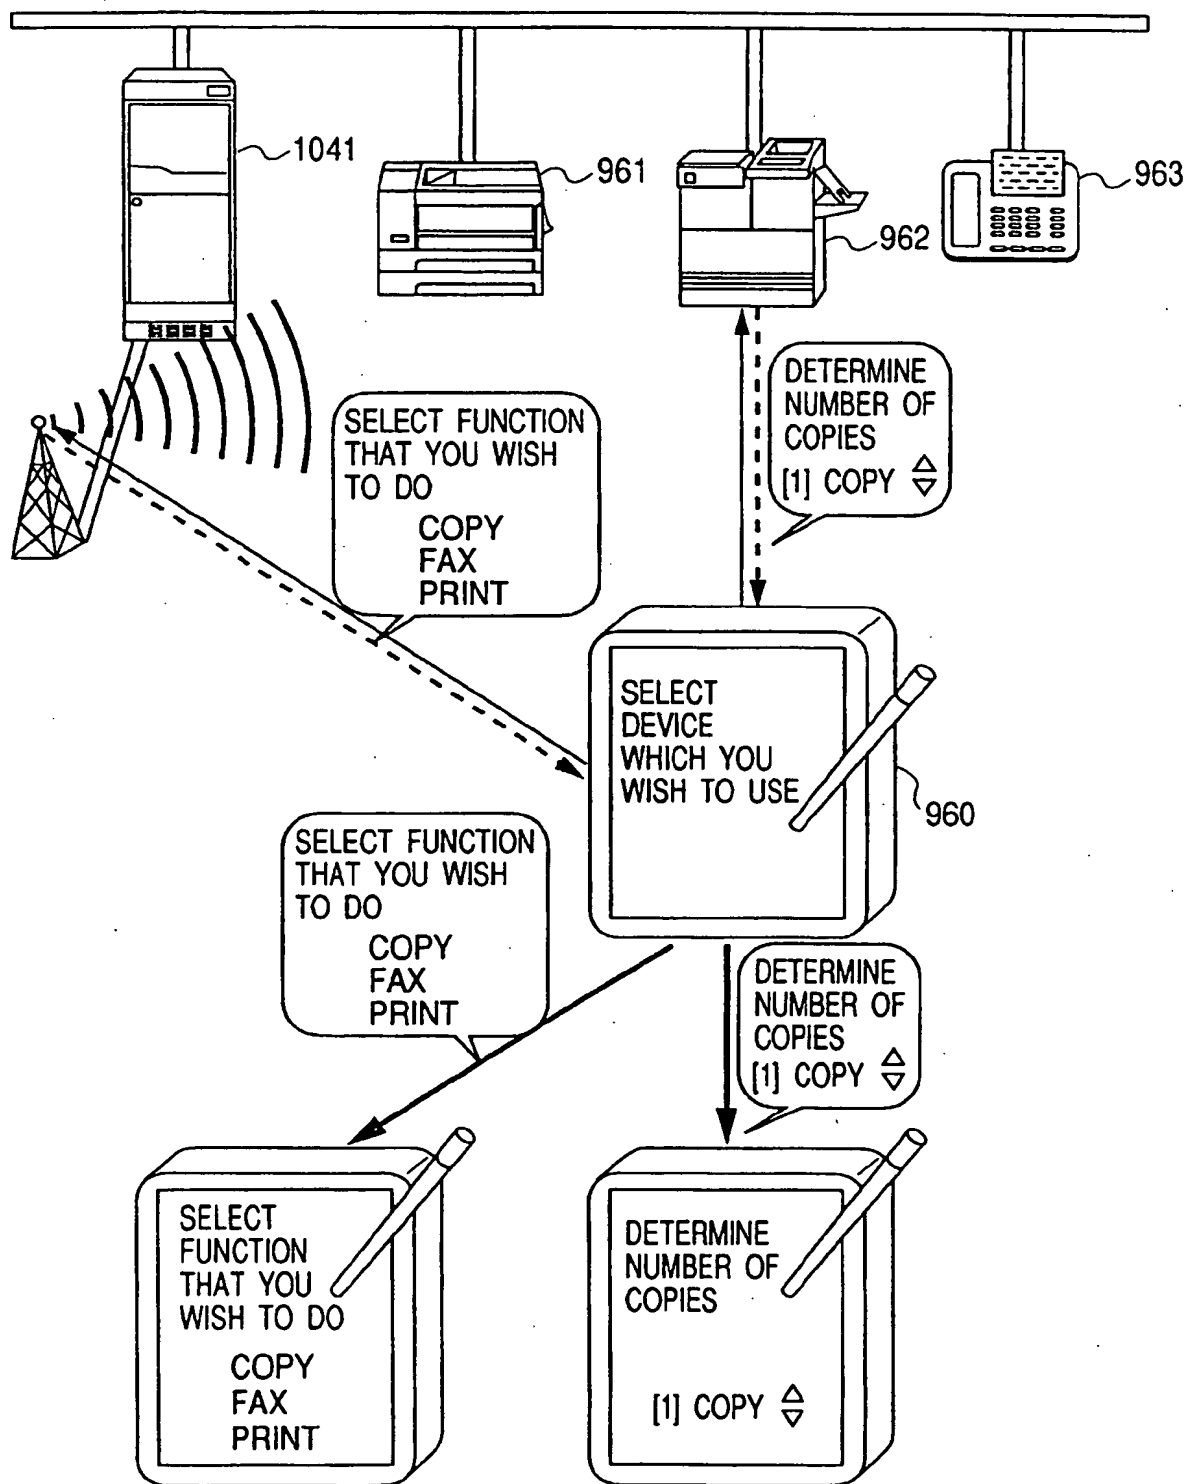 1041
961
962
963
DETERMINE
NUMBER OF
COPIES
[1] COPY
SELECT FUNCTION
THAT YOU WISH
TO DO
COPY
FAX
PRINT
SELECT
DEVICE
WHICH YOU
WISH TO USE
960
SELECT FUNCTION
THAT YOU WISH
TO DO
COPY
FAX
PRINT
DETERMINE
NUMBER OF
COPIES
[1] COPY
SELECT
FUNCTION
THAT YOU
WISH TO DO
COPY
FAX
PRINT
DETERMINE
NUMBER OF
COPIES
[1] COPY